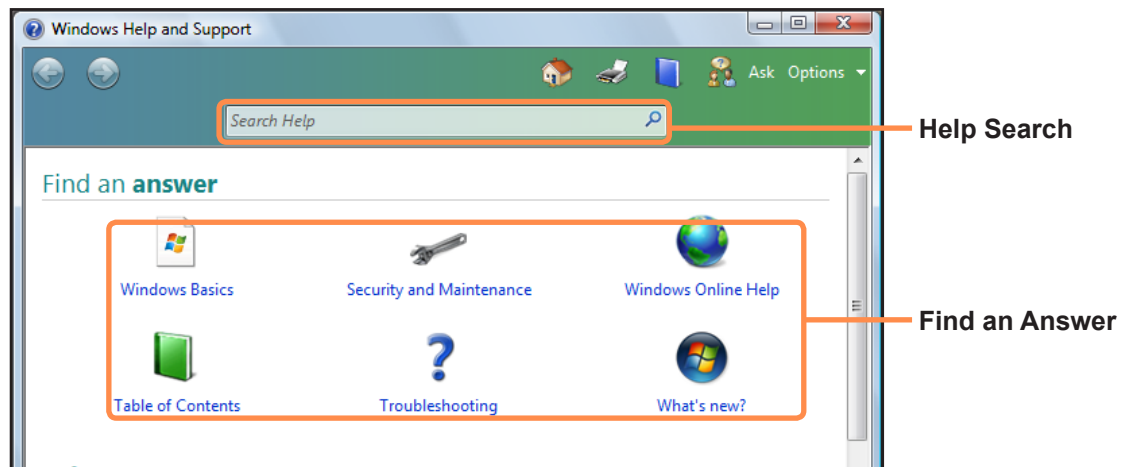 Windows Help and Support
Ask Options
Search Help
Help Search
Find an answer
Windows Basics
Security and Maintenance
Windows Online Help
Find an Answer
Table of Contents
Troubleshooting
What's new?